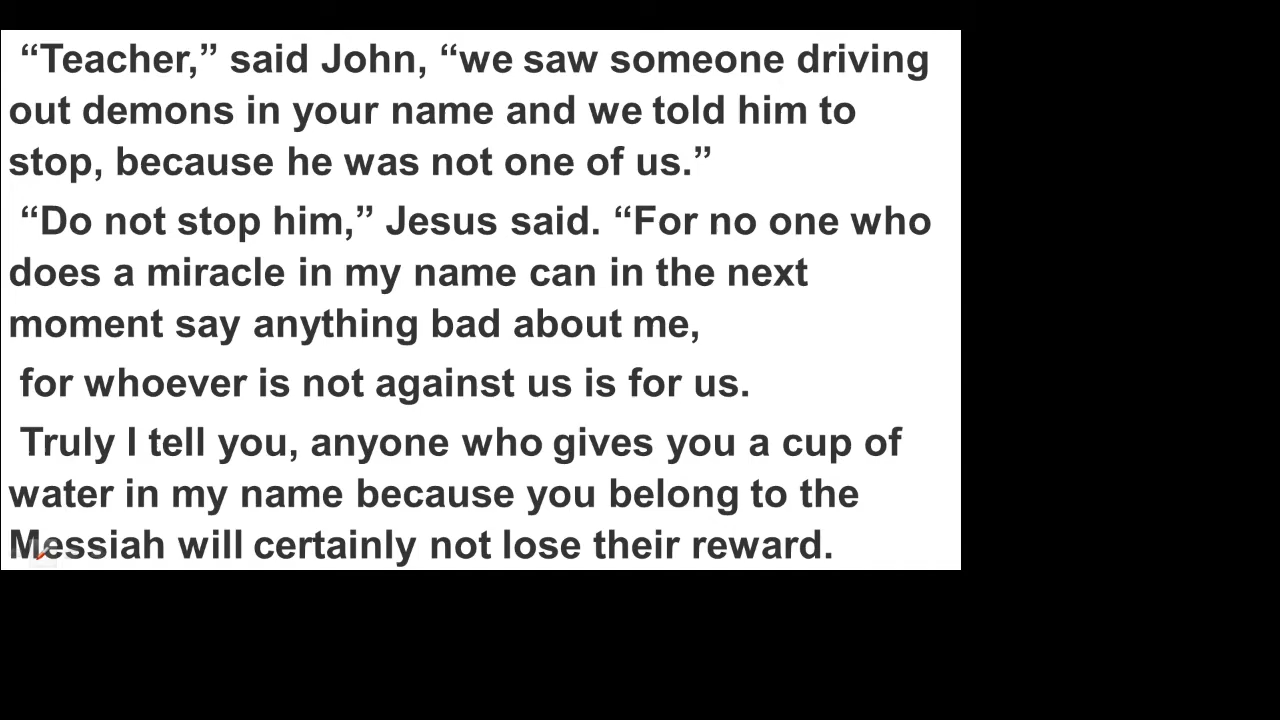 “Teacher,” said John, “we saw someone driving
out demons in your name and we told him to
stop, because he was not one of us.”
“Do not stop him,” Jesus said. “For no one who
does a miracle in my name can in the next
moment say anything bad about me,
for whoever is not against us is for us.
Truly I tell you, anyone who gives you a cup of
water in my name because you belong to the
Messiah will certainly not lose their reward.